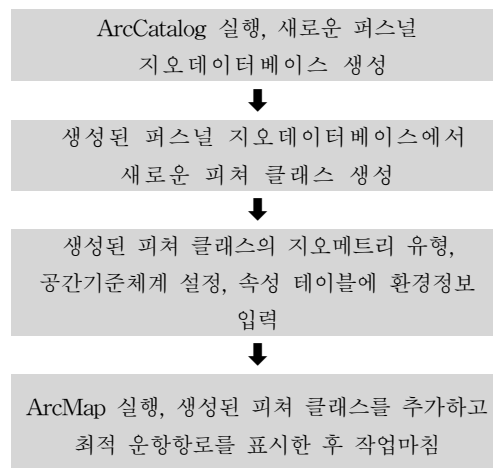 ArcCatalog 실행, 새로운 퍼스널
지오데이터베이스 생성
생성된 퍼스널 지오데이터베이스에서
새로운 피쳐 클래스 생성
생성된 피쳐 클래스의 지오메트리 유형,
공간기준체계 설정, 속성 테이블에 환경정보
입력
ArcMap 실행, 생성된 피쳐 클래스를 추가하고
최적 운항항로를 표시한 후 작업마침